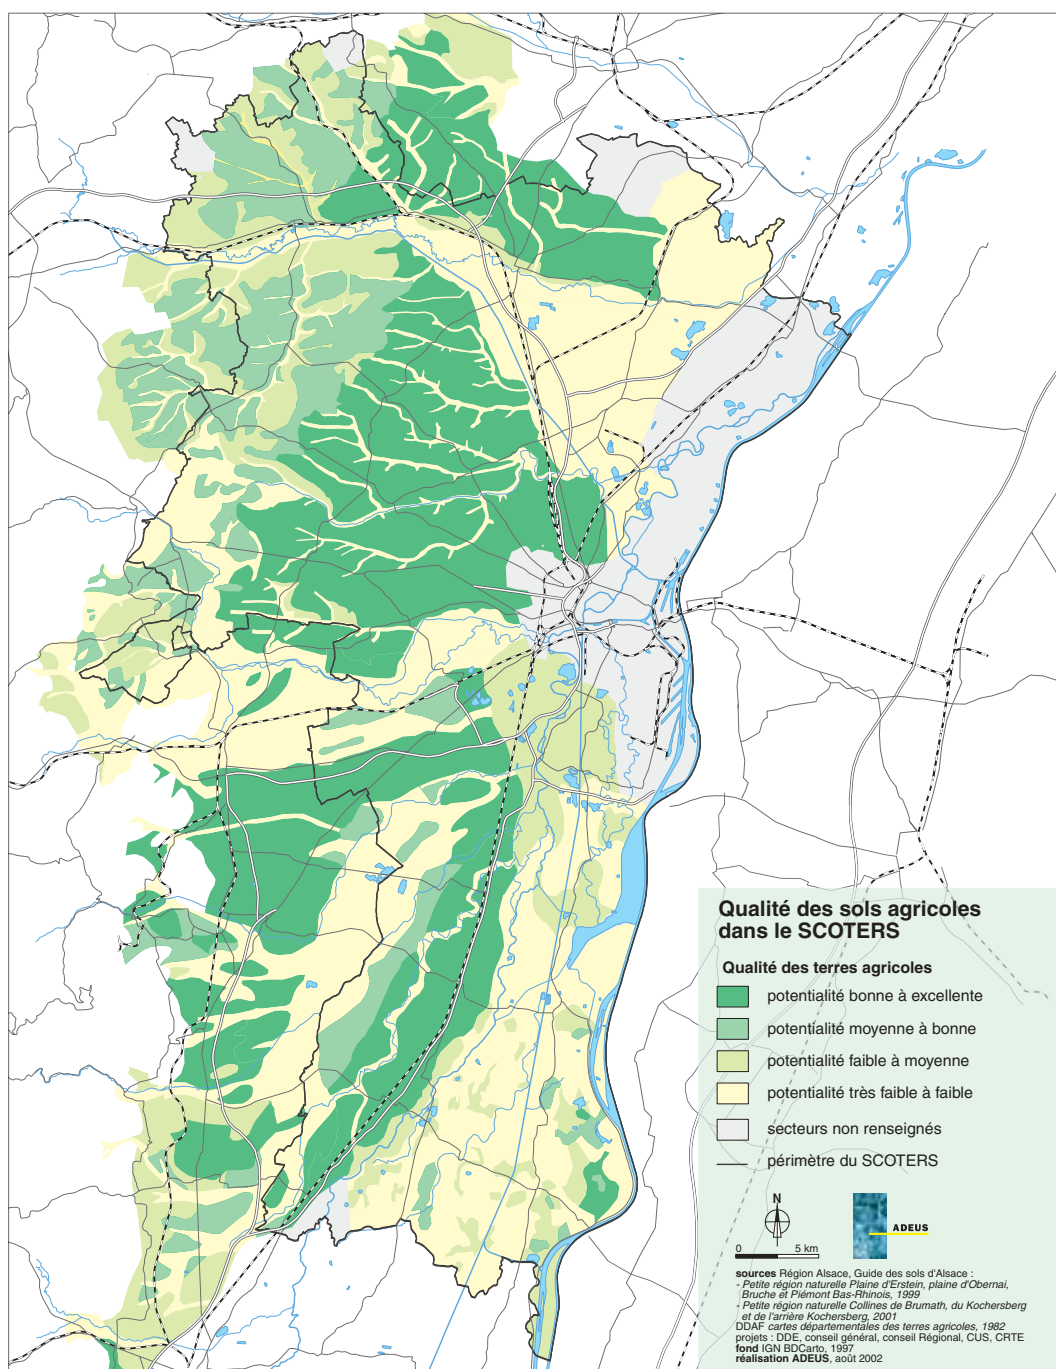 Qualité des sols agricoles
dans le SCOTERS
Qualité des terres agricoles
potentialité bonne à excellente
potentialité moyenne à bonne
potentialité faible à moyenne
potentialité très faible à faible
secteurs non renseignés
périmètre du SCOTERS
N
ADEUS
0 5 km
sources Région Alsace, Guide des sols d'Alsace :
- Petite région naturelle Plaine d'Erstein, plaine d'Obernai,
Bruche et Piémont Bas-Rhinois, 1999
- Petite région naturelle Collines de Brumath, du Kochersberg
et de l'arrière Kochersberg, 2001
DDAF cartes départementales des terres agricoles, 1982
projets : DDE, conseil général, conseil Régional, CUS, CRTE
fond IGN BDCarto, 1997
réalisation ADEUS, août 2002